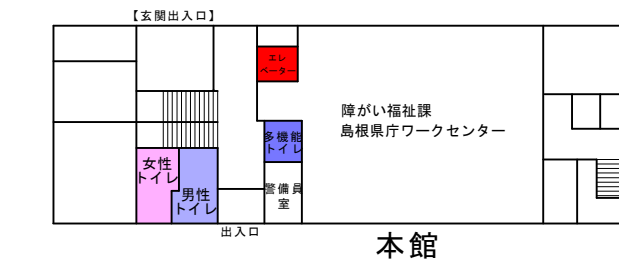 【玄関出入口】
エレ
ベーター
障がい福祉課
島根県庁ワークセンター
多機能
トイレ
女性
トイレ
男性
トイレ
警備員
室
出入口
本館